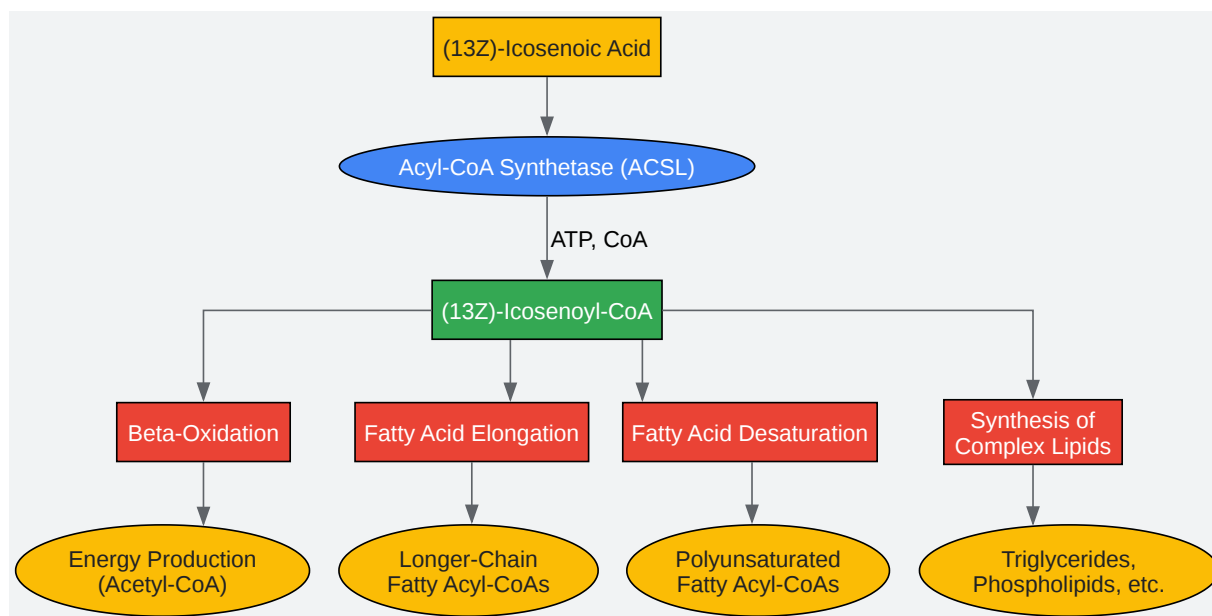 (13Z)-Icosenoic Acid
Acyl-CoA Synthetase (ACSL)
ATP, CoA
(13Z)-Icosenoyl-CoA
Beta-Oxidation
Fatty Acid Elongation
Fatty Acid Desaturation
Synthesis of
Complex Lipids
Energy Production
(Acetyl-CoA)
Longer-Chain
Fatty Acyl-CoAs
Polyunsaturated
Fatty Acyl-CoAs
Triglycerides,
Phospholipids, etc.